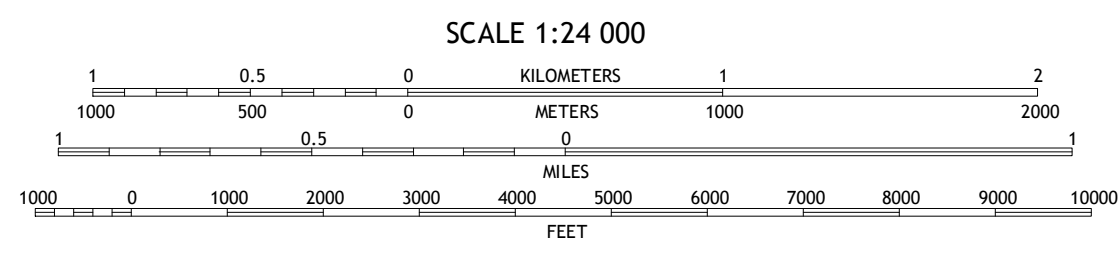 SCALE 1:24 000
1 0.5 0 KILOMETERS 1 2
1000 500 0 METERS 1000 2000
1 0.5 0 1
MILES
1000 0 1000 2000 3000 4000 5000 6000 7000 8000 9000 10000
FEET